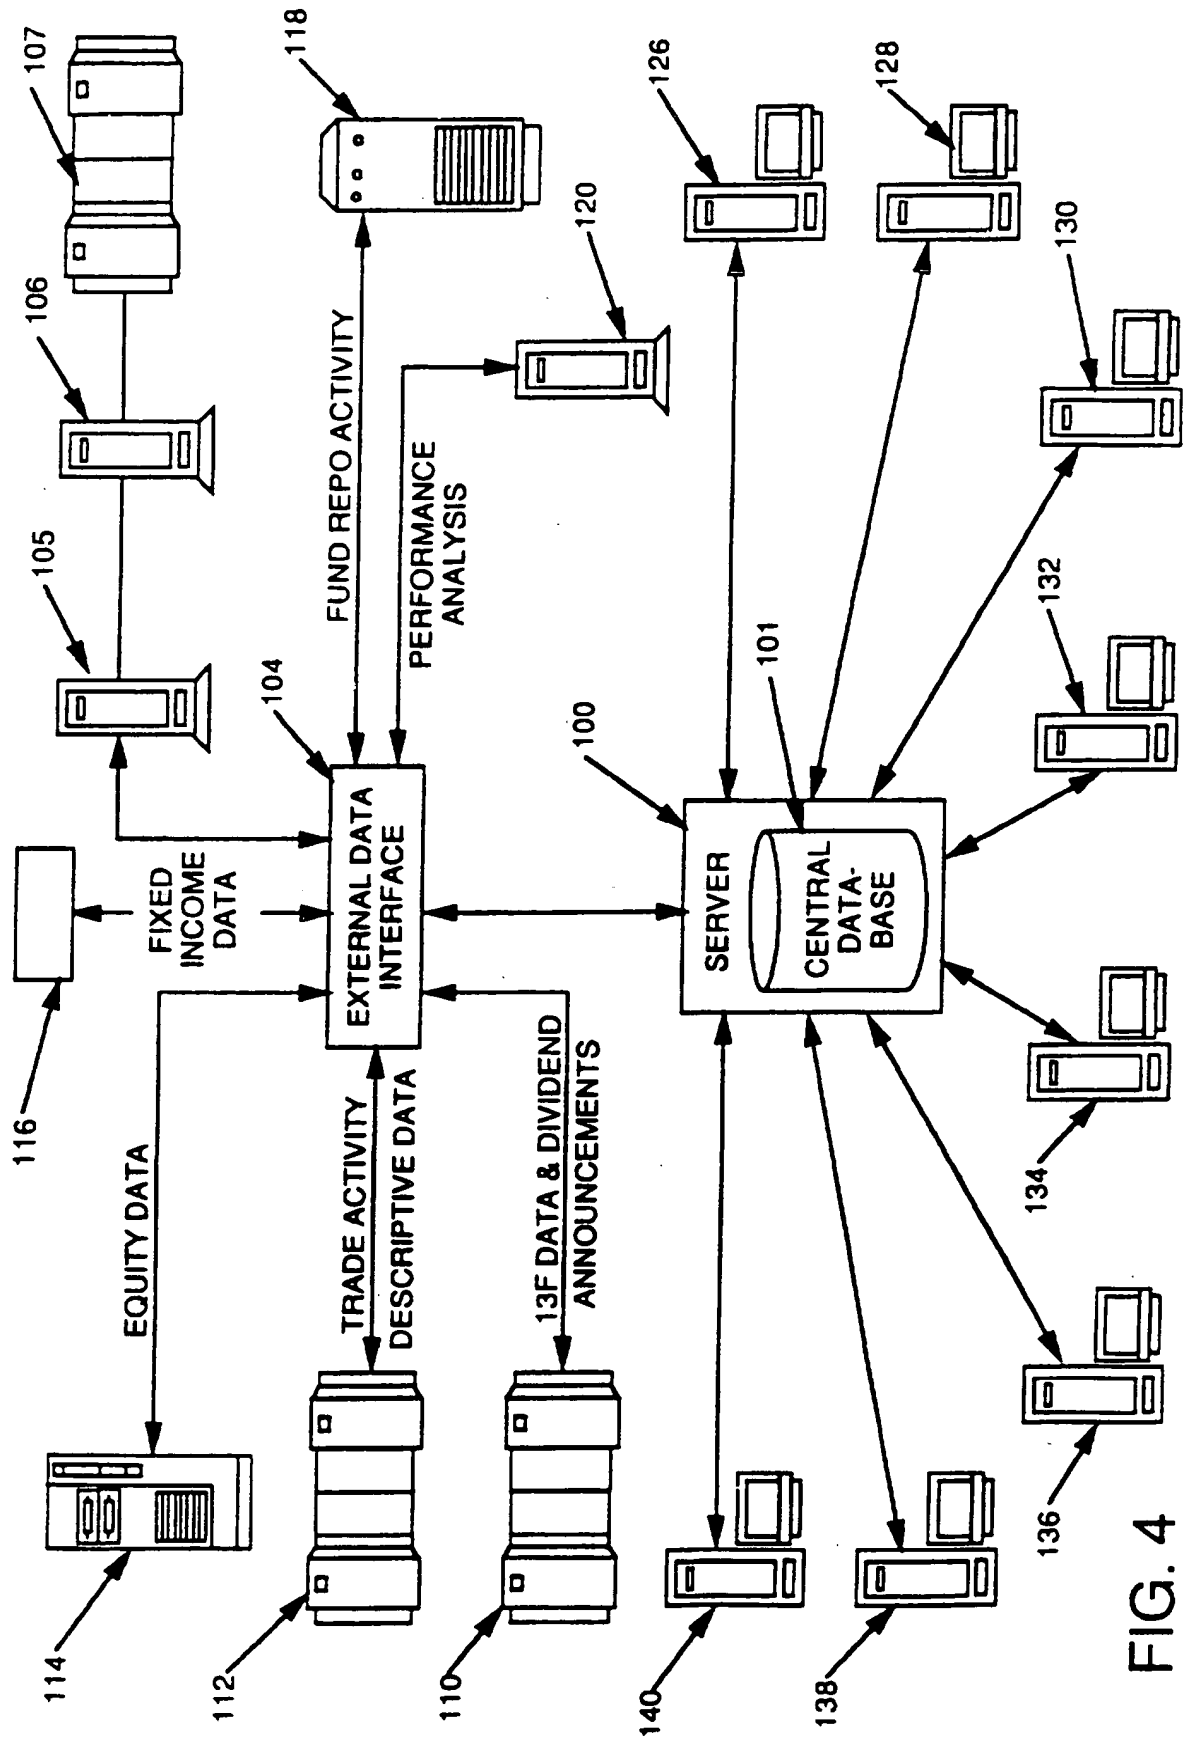 114
EQUITY DATA
116
FIXED
INCOME
DATA
105
106
107
112
TRADE ACTIVITY
DESCRIPTIVE DATA
EXTERNAL DATA
INTERFACE
104
FUND REPO ACTIVITY
118
PERFORMANCE
ANALYSIS
120
110
13F DATA & DIVIDEND
ANNOUNCEMENTS
100
SERVER
101
CENTRAL
DATA-
BASE
140
126
138
128
136
130
134
132
FIG. 4